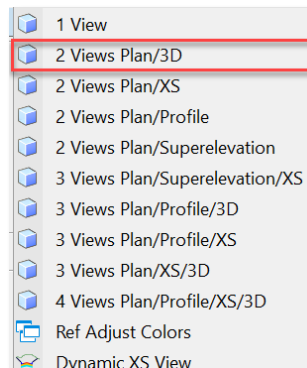 1 View
2 Views Plan/3D
2 Views Plan/XS
2 Views Plan/Profile
2 Views Plan/Superelevation
3 Views Plan/Superelevation/XS
3 Views Plan/Profile/3D
3 Views Plan/Profile/XS
3 Views Plan/XS/3D
4 Views Plan/Profile/XS/3D
Ref Adjust Colors
Dynamic XS View